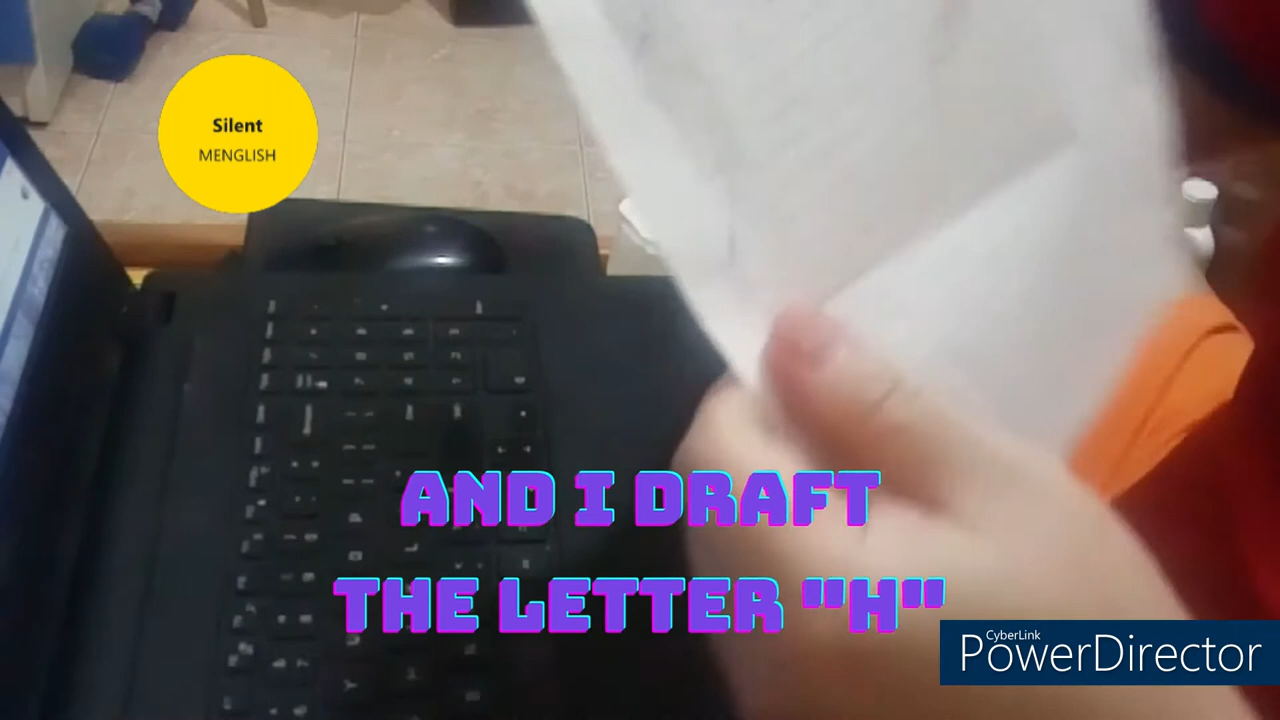 Silent
MENGLISH
AND I DRAFT
THE LETTER "H"
CyberLink
PowerDirector